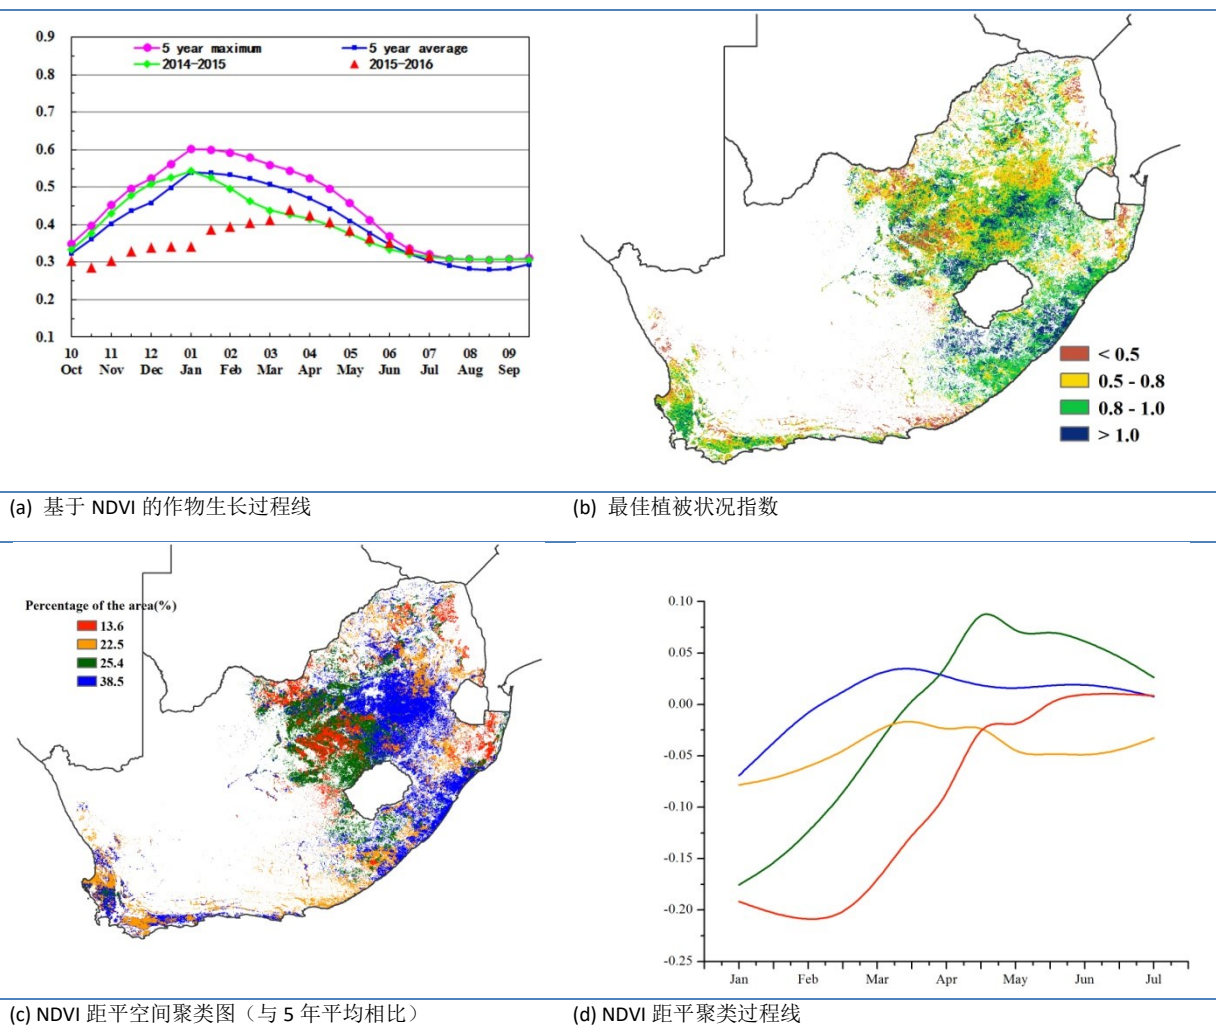 0.9
0.8
0.7
0.6
0.5
0.4
0.3
0.2
0.1
5 year maximum
5 year average
2014-2015
2015-2016
10 11 12 01 02 03 04 05 06 07 08 09
Oct Nov Dec Jan Feb Mar Apr May Jun Jul Aug Sep
< 0.5
0.5 - 0.8
0.8 - 1.0
> 1.0
(a) 基于 NDVI 的作物生长过程线
(b) 最佳植被状况指数
Percentage of the area(%)
13.6
22.5
25.4
38.5
0.10
0.05
0.00
-0.05
-0.10
-0.15
-0.20
-0.25
Jan Feb Mar Apr May Jun Jul
(c) NDVI 距平空间聚类图（与 5 年平均相比）
(d) NDVI 距平聚类过程线